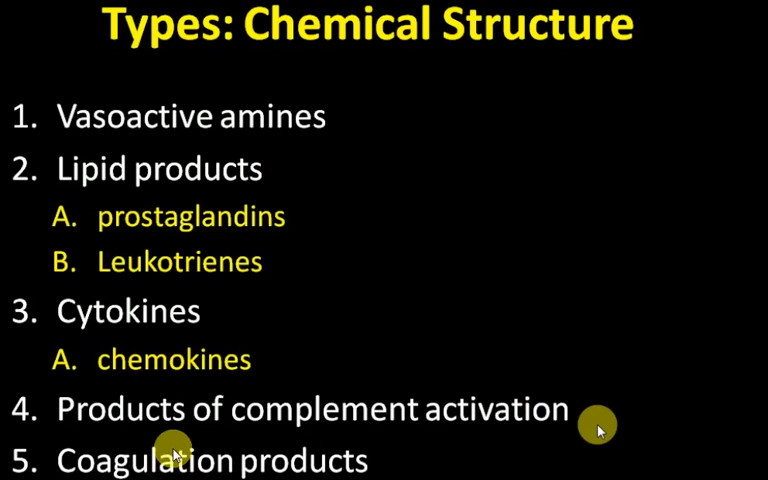 Types: Chemical Structure
1. Vasoactive amines
2. Lipid products
A. prostaglandins
B. Leukotrienes
3. Cytokines
A. chemokines
4. Products of complement activation
5. Coagulation products